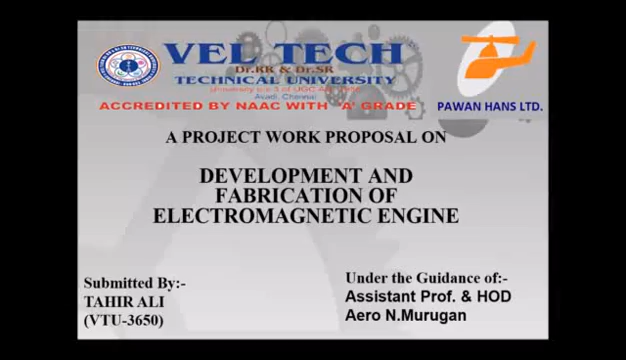 VEL TECH
Dr.RR & Dr.SR
TECHNICAL UNIVERSITY
Avadi, Chennai
ACCREDITED BY NAAC WITH 'A' GRADE
PAWAN HANS LTD.
A PROJECT WORK PROPOSAL ON
DEVELOPMENT AND
FABRICATION OF
ELECTROMAGNETIC ENGINE
Submitted By:-
TAHIR ALI
(VTU-3650)
Under the Guidance of:-
Assistant Prof. & HOD
Aero N.Murugan